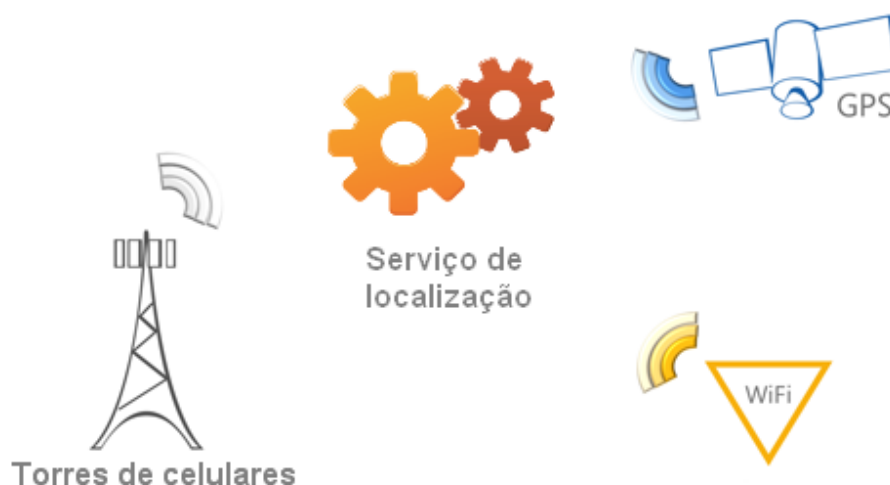 GPS
Serviço de
localização
WiFi
Torres de celulares